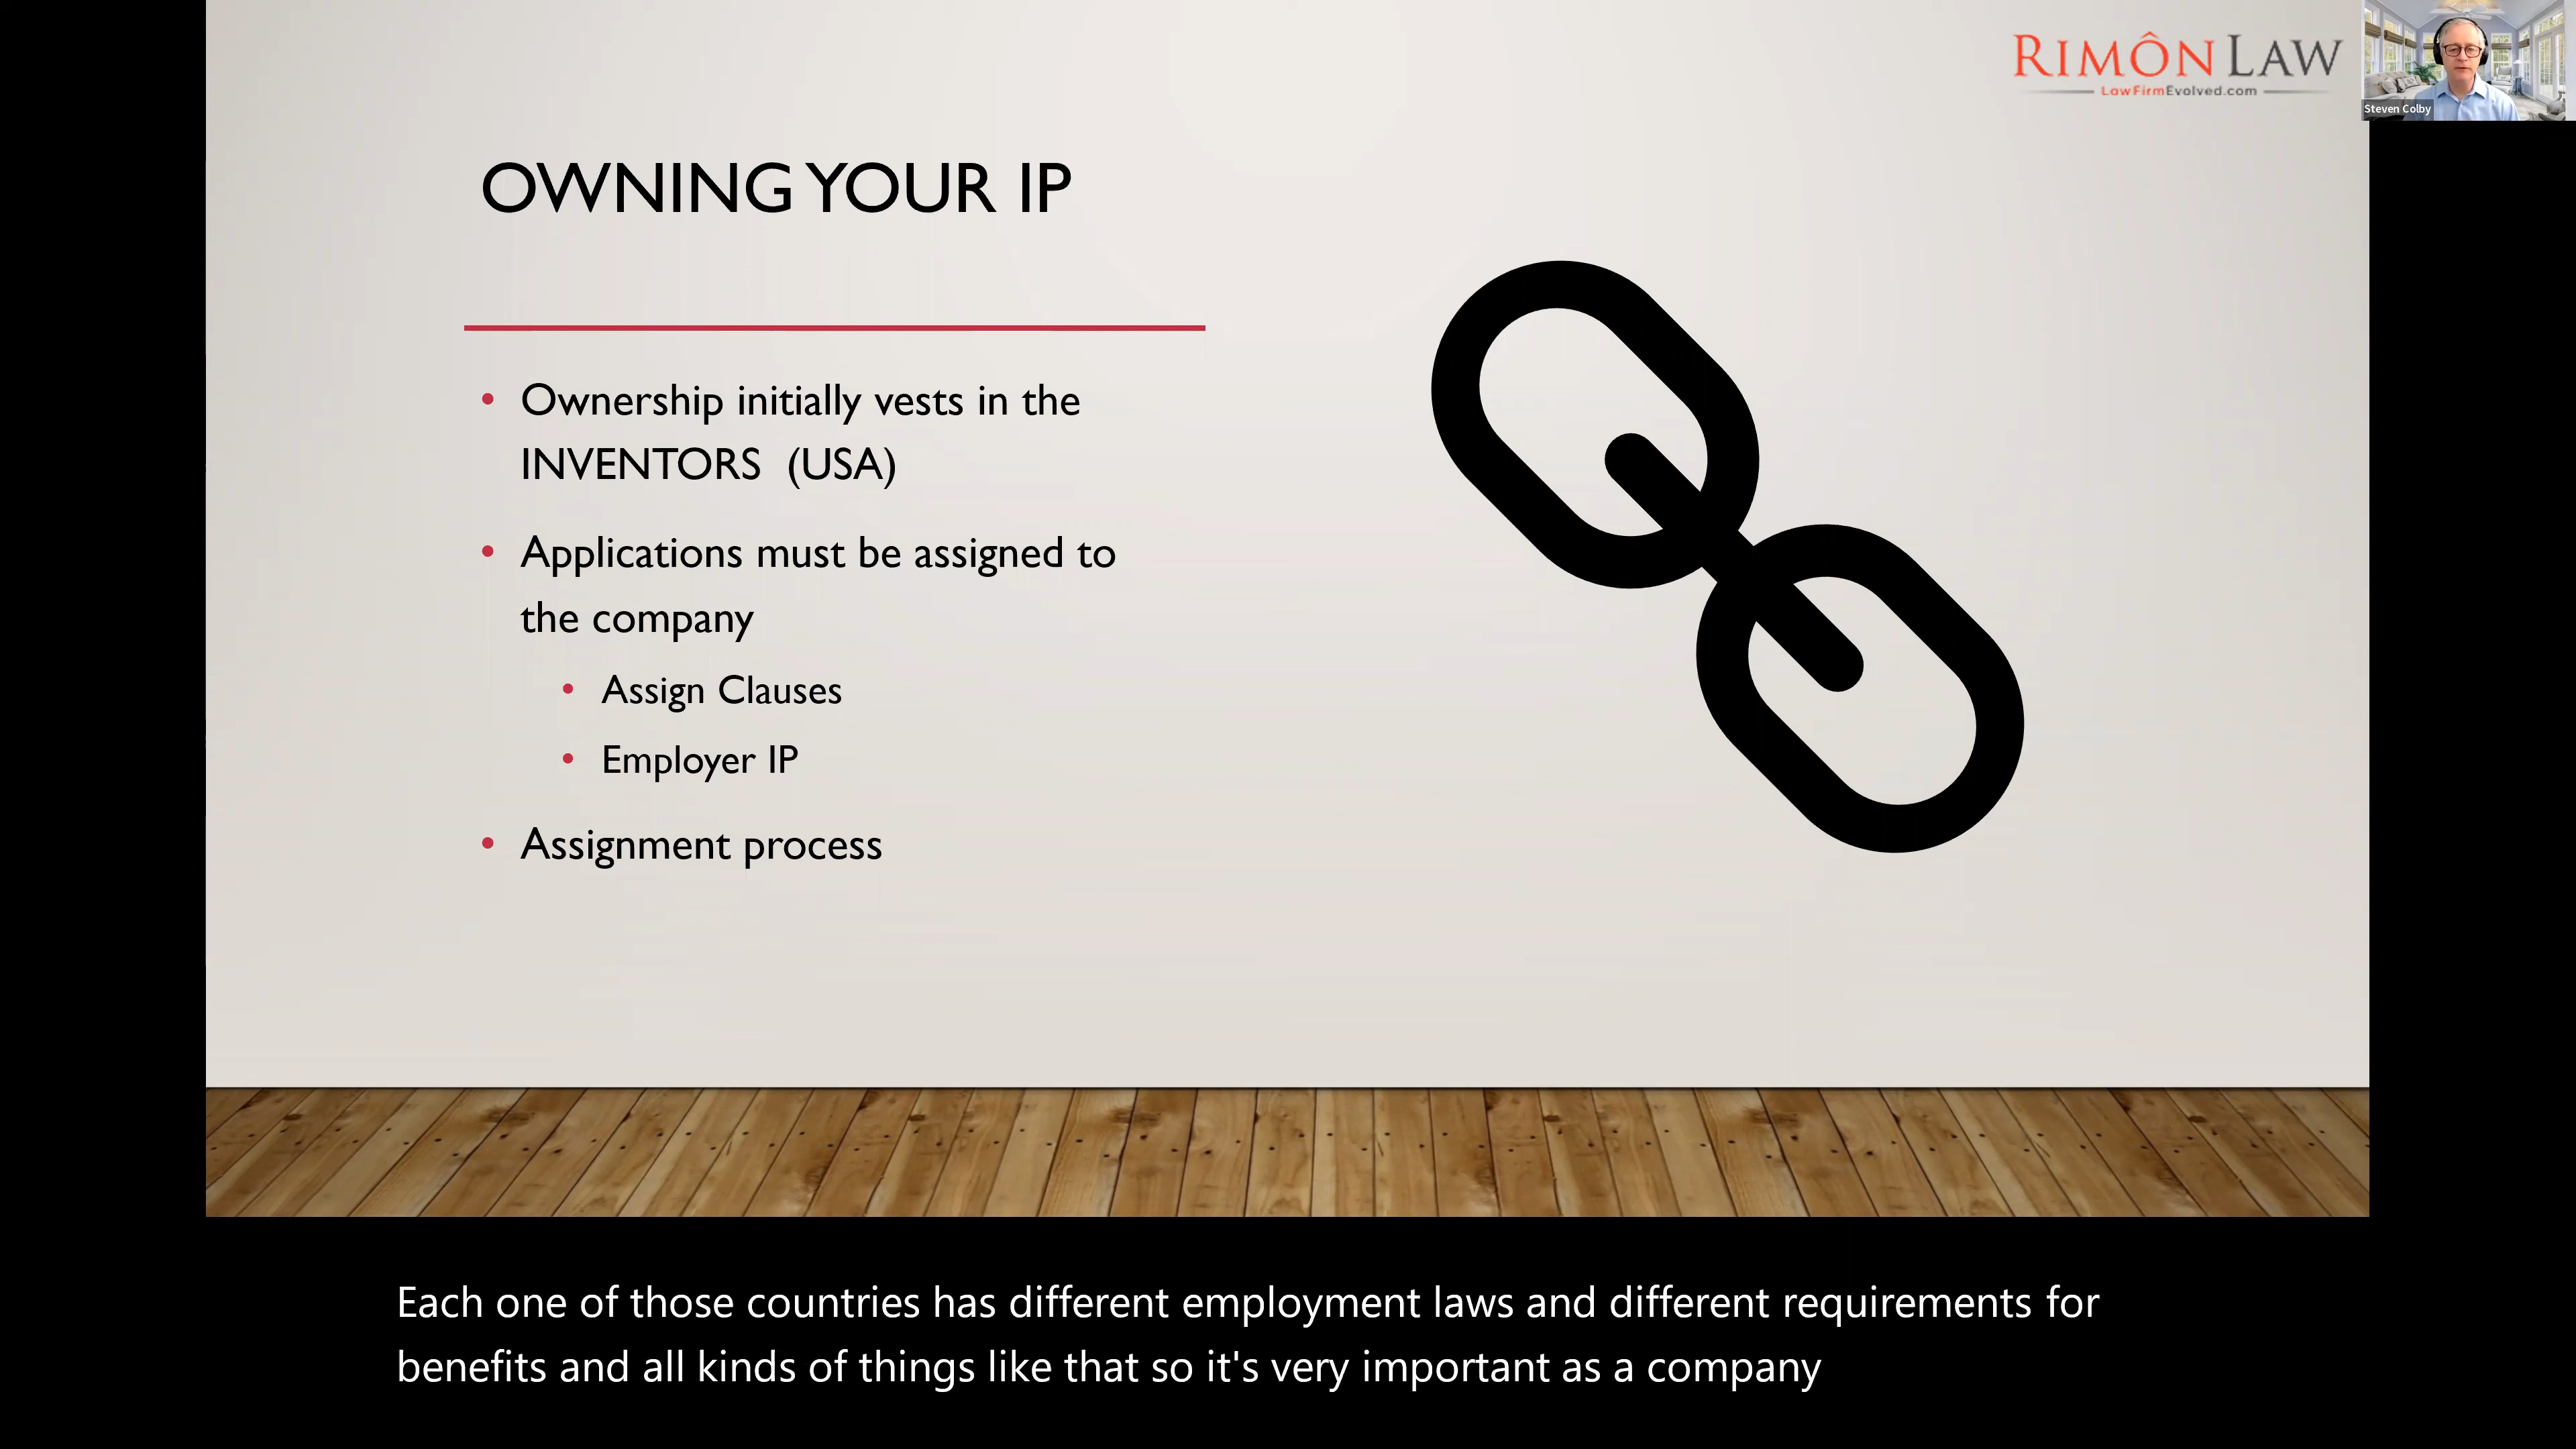 RIMÔN LAW
LawFirmEvolved.com
Steven Colby
OWNING YOUR IP
• Ownership initially vests in the
INVENTORS (USA)
• Applications must be assigned to
the company
• Assign Clauses
• Employer IP
• Assignment process
Each one of those countries has different employment laws and different requirements for
benefits and all kinds of things like that so it's very important as a company